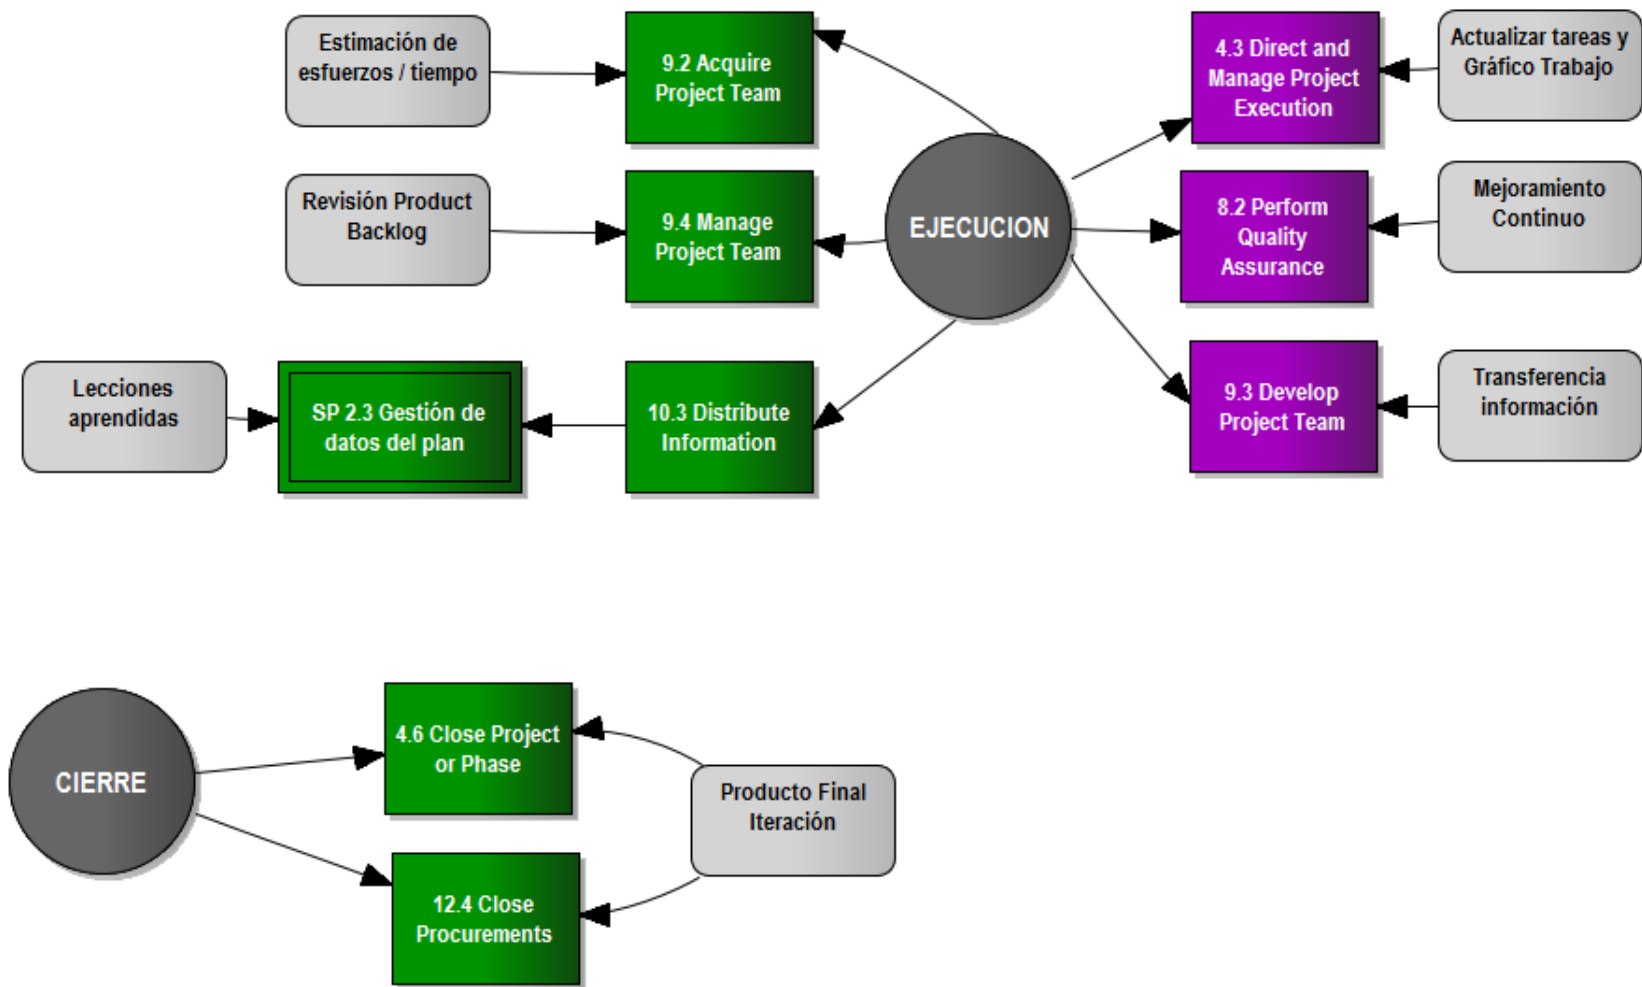 Estimación de
esfuerzos / tiempo
9.2 Acquire
Project Team
4.3 Direct and
Manage Project
Execution
Actualizar tareas y
Gráfico Trabajo
Revisión Product
Backlog
9.4 Manage
Project Team
EJECUCION
8.2 Perform
Quality
Assurance
Mejoramiento
Continuo
Lecciones
aprendidas
SP 2.3 Gestión de
datos del plan
10.3 Distribute
Information
9.3 Develop
Project Team
Transferencia
información
CIERRE
4.6 Close Project
or Phase
Producto Final
Iteración
12.4 Close
Procurements